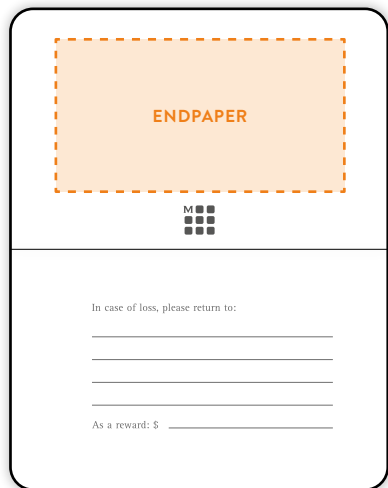 ENDPAPER
M
In case of loss, please return to:
As a reward: $